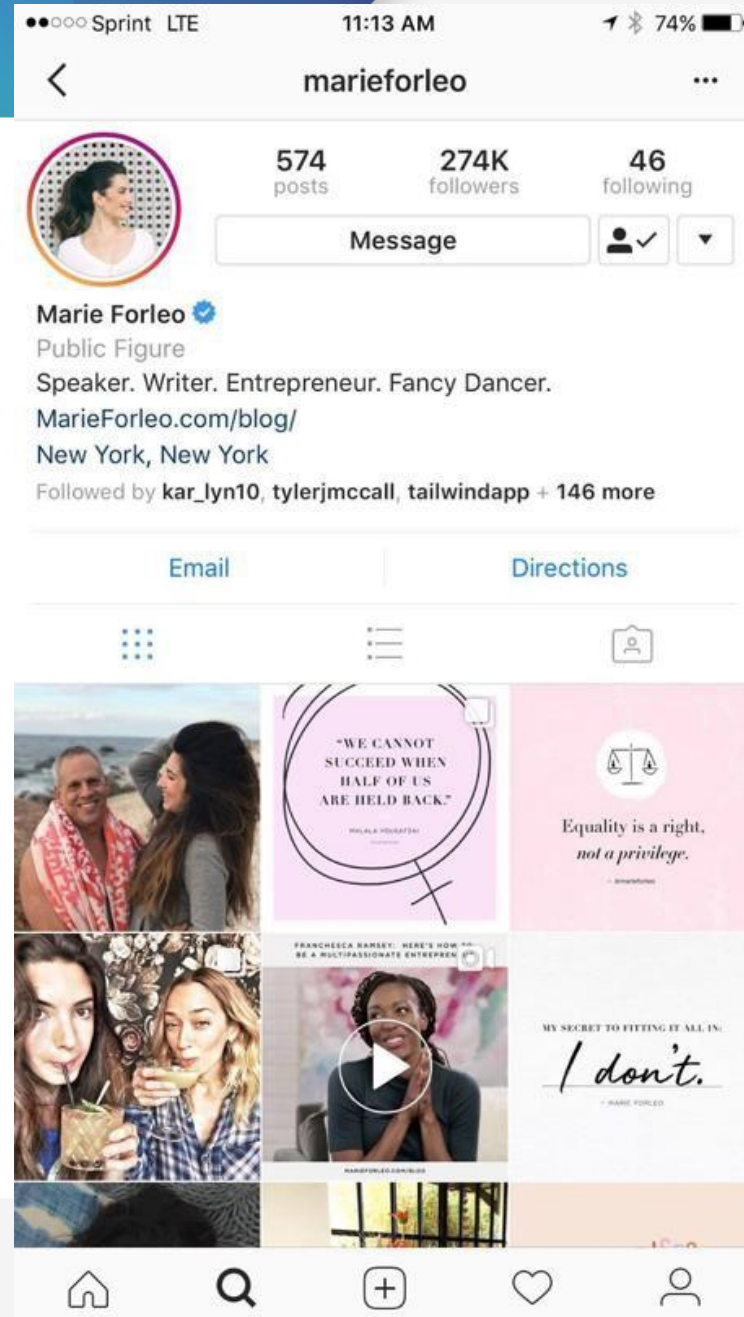 Sprint LTE 11:13 AM 74%
marieforleo
574 274K 46
posts followers following
Message
Marie Forleo
Public Figure
Speaker. Writer. Entrepreneur. Fancy Dancer.
MarieForleo.com/blog/
New York, New York
Followed by kar_lyn10, tylerjmccall, tailwindapp + 146 more
Email Directions
“WE CANNOT
SUCCEED WHEN
HALF OF US
ARE HELD BACK.”
MALALA YOUSAFZAI
Equality is a right,
not a privilege.
- @marieforleo
FRANCHESCA RAMSEY: HERE'S HOW TO
BE A MULTIPASSIONATE
MARIEFORLEO.COM/BLOG
MY SECRET TO FITTING IT ALL IN:
I don't.
- MARIE FORLEO